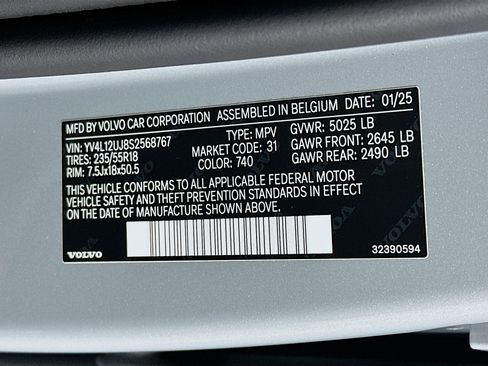 MFD BY VOLVO CAR CORPORATION ASSEMBLED IN BELGIUM DATE: 01/25
VIN: YV4L12UJ8S2568767 TYPE: MPV GVWR: 5025 LB
TIRES: 235/55R18 MARKET CODE: 31 GAWR FRONT: 2645 LB
RIM: 7.5Jx18x50.5 COLOR: 740 GAWR REAR: 2490 LB
THIS VEHICLE CONFORMS TO ALL APPLICABLE FEDERAL MOTOR
VEHICLE SAFETY AND THEFT PREVENTION STANDARDS IN EFFECT
ON THE DATE OF MANUFACTURE SHOWN ABOVE.
VOLVO 32390594